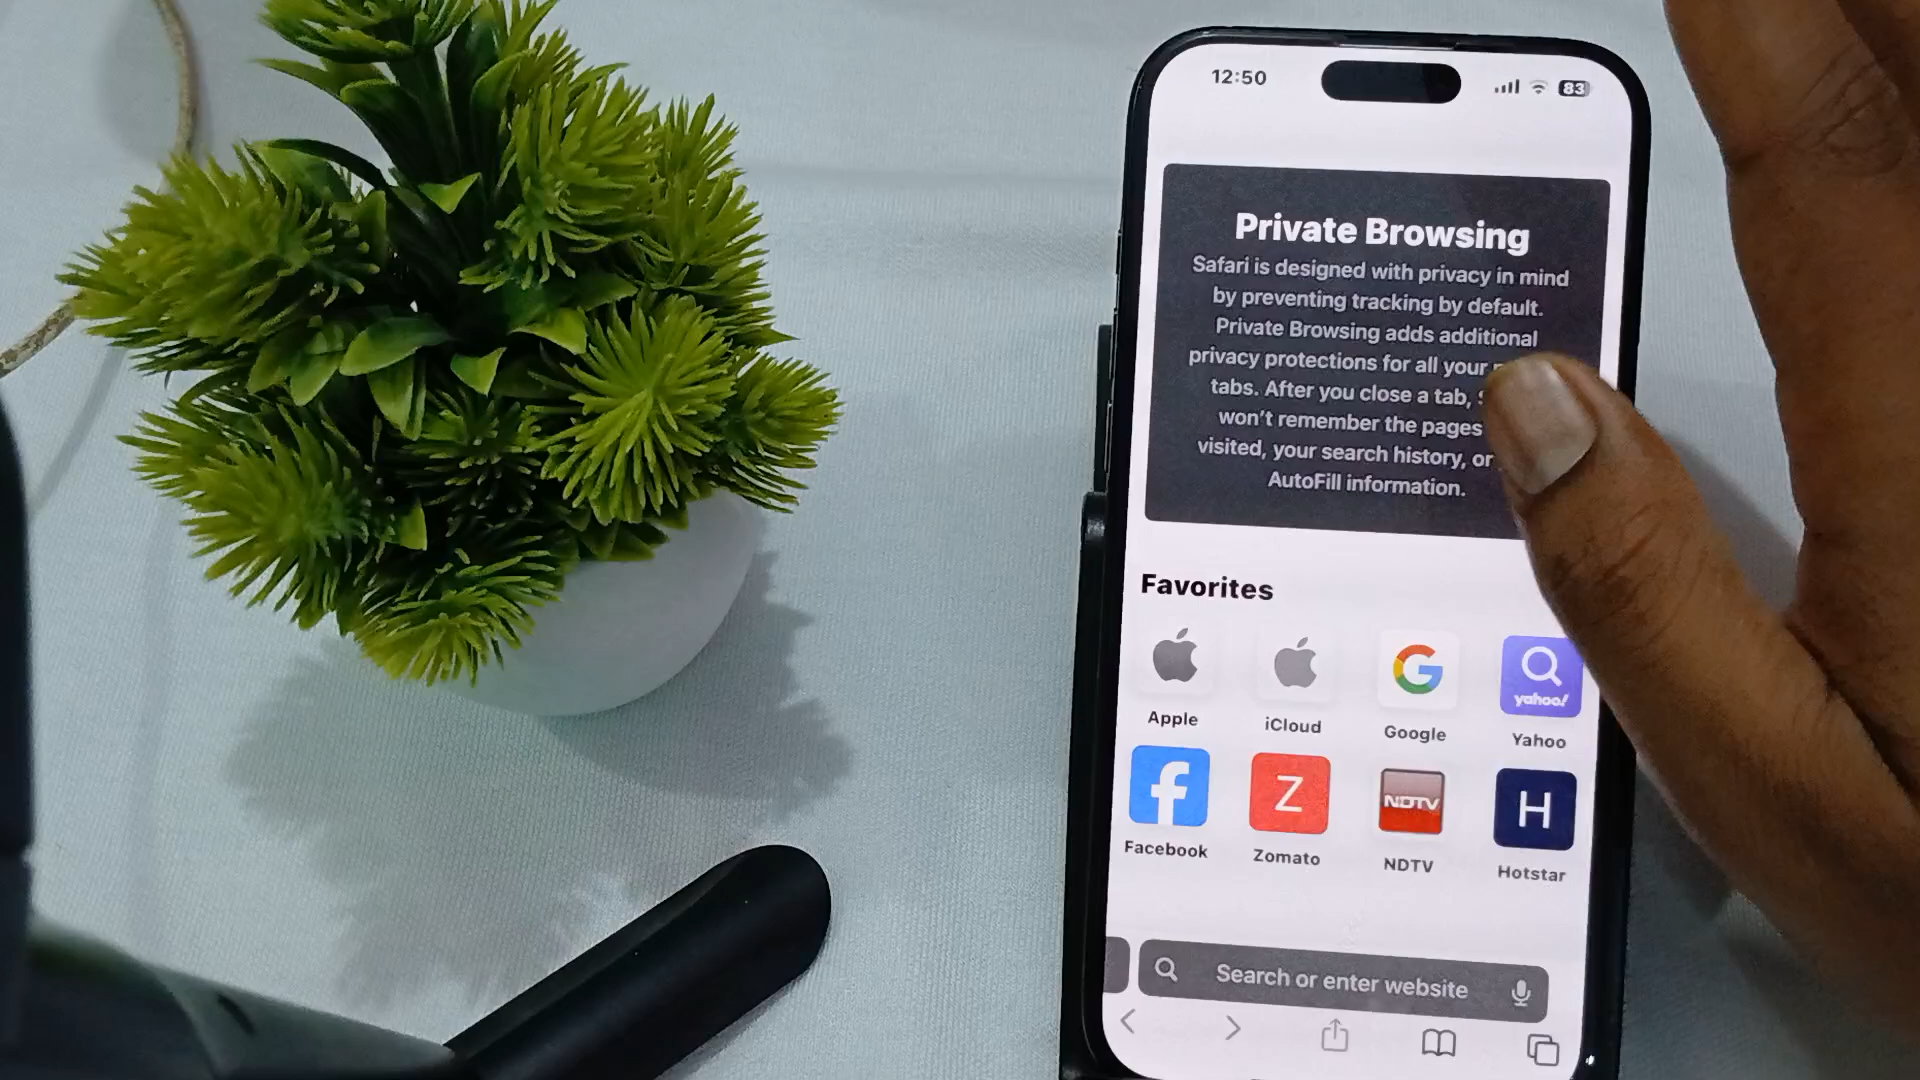 12:50
83
Private Browsing
Safari is designed with privacy in mind
by preventing tracking by default.
Private Browsing adds additional
privacy protections for all your
tabs. After you close a tab,
won't remember the pages
visited, your search history, or
AutoFill information.
Favorites
yahoo!
Apple iCloud Google Yahoo
Z NDTV H
Facebook Zomato NDTV Hotstar
Search or enter website